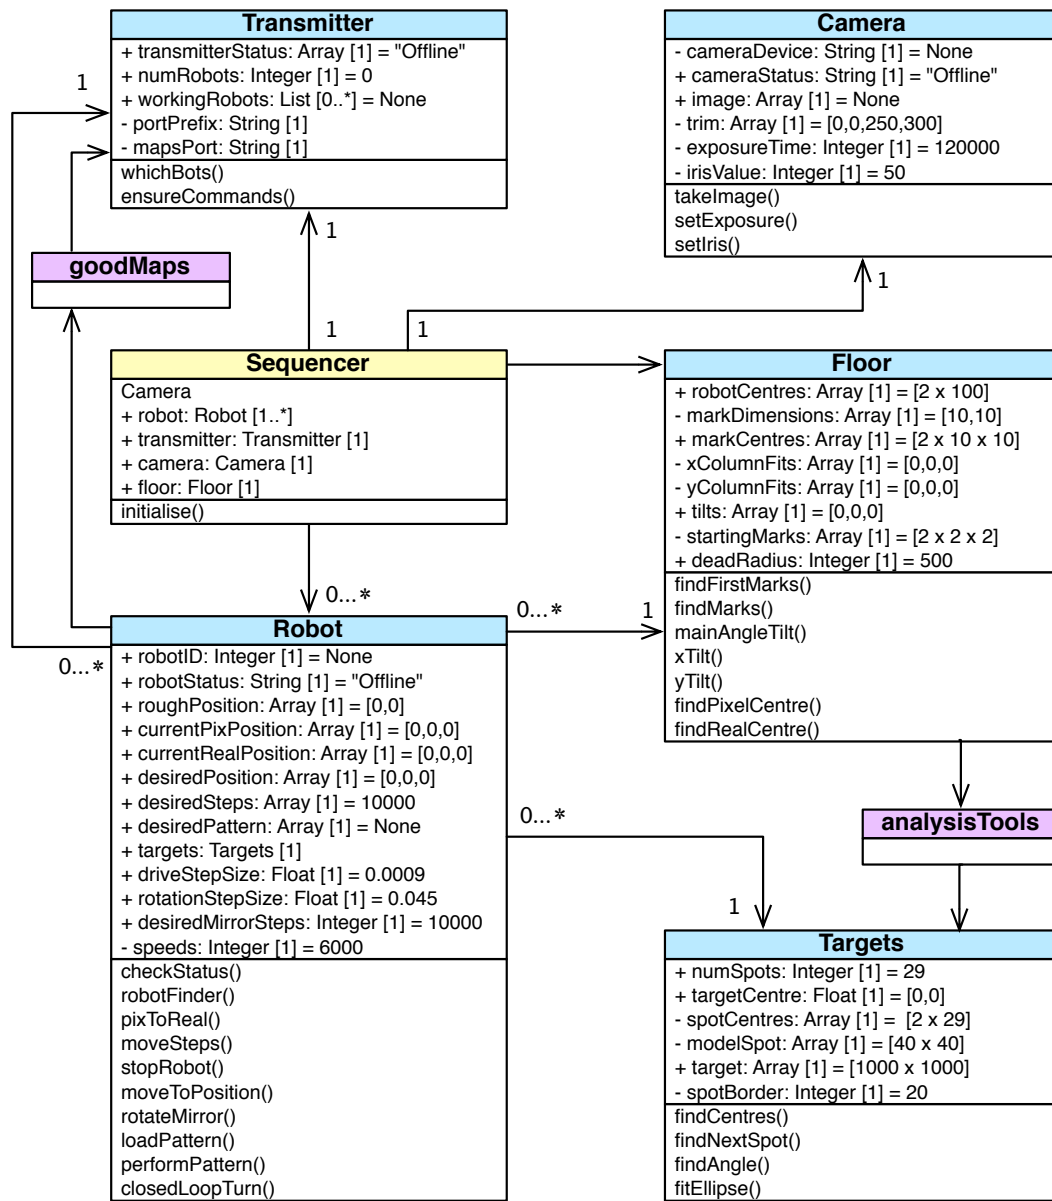 Transmitter
+ transmitterStatus: Array [1] = "Offline"
+ numRobots: Integer [1] = 0
+ workingRobots: List [0..*] = None
- portPrefix: String [1]
- mapsPort: String [1]
whichBots()
ensureCommands()
Camera
- cameraDevice: String [1] = None
+ cameraStatus: String [1] = "Offline"
+ image: Array [1] = None
- trim: Array [1] = [0,0,250,300]
- exposureTime: Integer [1] = 120000
- irisValue: Integer [1] = 50
takeImage()
setExposure()
setIris()
1
1
1
goodMaps
1
1
Sequencer
Camera
+ robot: Robot [1..*]
+ transmitter: Transmitter [1]
+ camera: Camera [1]
+ floor: Floor [1]
initialise()
Floor
+ robotCentres: Array [1] = [2 x 100]
- markDimensions: Array [1] = [10,10]
+ markCentres: Array [1] = [2 x 10 x 10]
- xColumnFits: Array [1] = [0,0,0]
- yColumnFits: Array [1] = [0,0,0]
+ tilts: Array [1] = [0,0,0]
- startingMarks: Array [1] = [2 x 2 x 2]
+ deadRadius: Integer [1] = 500
findFirstMarks()
findMarks()
mainAngleTilt()
xTilt()
yTilt()
findPixelCentre()
findRealCentre()
0...*
0...*
1
0...*
Robot
+ robotID: Integer [1] = None
+ robotStatus: String [1] = "Offline"
+ roughPosition: Array [1] = [0,0]
+ currentPixPosition: Array [1] = [0,0,0]
+ currentRealPosition: Array [1] = [0,0,0]
+ desiredPosition: Array [1] = [0,0,0]
+ desiredSteps: Array [1] = 10000
+ desiredPattern: Array [1] = None
+ targets: Targets [1]
+ driveStepSize: Float [1] = 0.0009
+ rotationStepSize: Float [1] = 0.045
+ desiredMirrorSteps: Integer [1] = 10000
- speeds: Integer [1] = 6000
checkStatus()
robotFinder()
pixToReal()
moveSteps()
stopRobot()
moveToPosition()
rotateMirror()
loadPattern()
performPattern()
closedLoopTurn()
0...*
1
analysisTools
Targets
+ numSpots: Integer [1] = 29
+ targetCentre: Float [1] = [0,0]
- spotCentres: Array [1] =  [2 x 29]
- modelSpot: Array [1] = [40 x 40]
+ target: Array [1] = [1000 x 1000]
- spotBorder: Integer [1] = 20
findCentres()
findNextSpot()
findAngle()
fitEllipse()